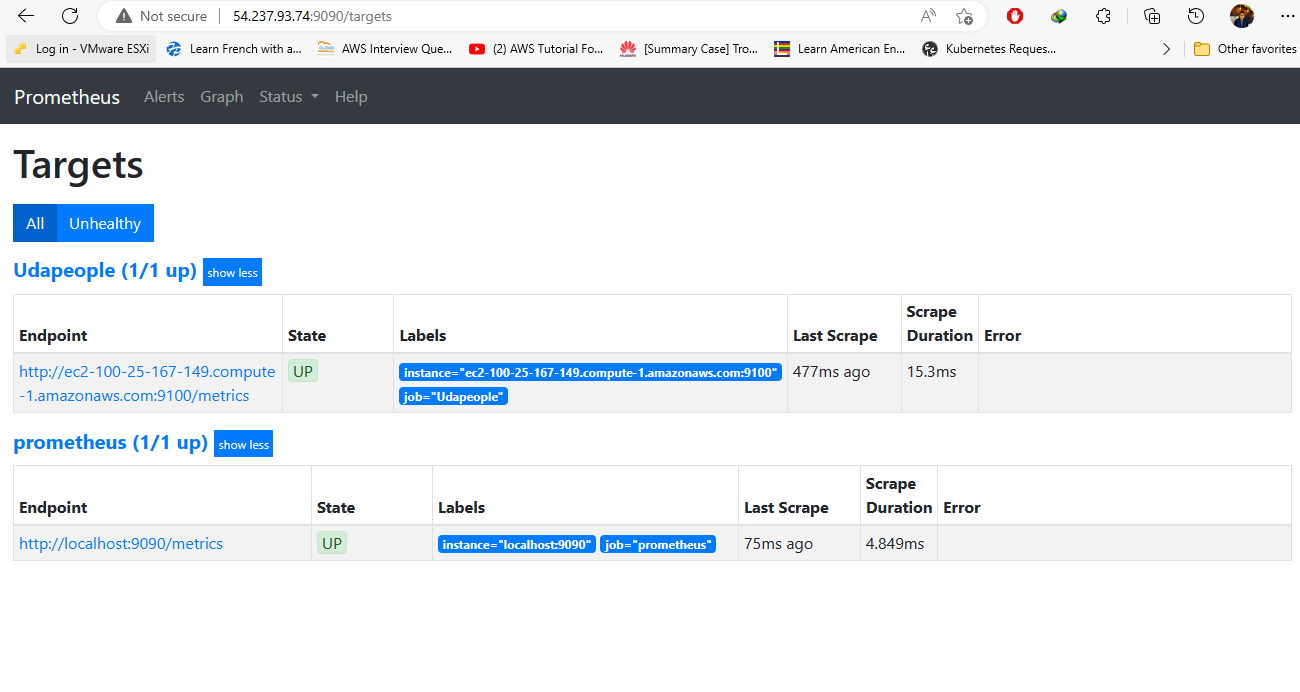 Not secure 54.237.93.74:9090/targets
Log in - VMware ESXi Learn French with a... AWS Interview Que... (2) AWS Tutorial Fo... [Summary Case] Tro... Learn American En... Kubernetes Reques... Other favorites
Prometheus Alerts Graph Status Help
Targets
All Unhealthy
Udapeople (1/1 up) show less
Scrape
Endpoint State Labels Last Scrape Duration Error
http://ec2-100-25-167-149.compute UP instance="ec2-100-25-167-149.compute-1.amazonaws.com:9100" 477ms ago 15.3ms
-1.amazonaws.com:9100/metrics job="Udapeople"
prometheus (1/1 up) show less
Scrape
Endpoint State Labels Last Scrape Duration Error
http://localhost:9090/metrics UP instance="localhost:9090" job="prometheus" 75ms ago 4.849ms